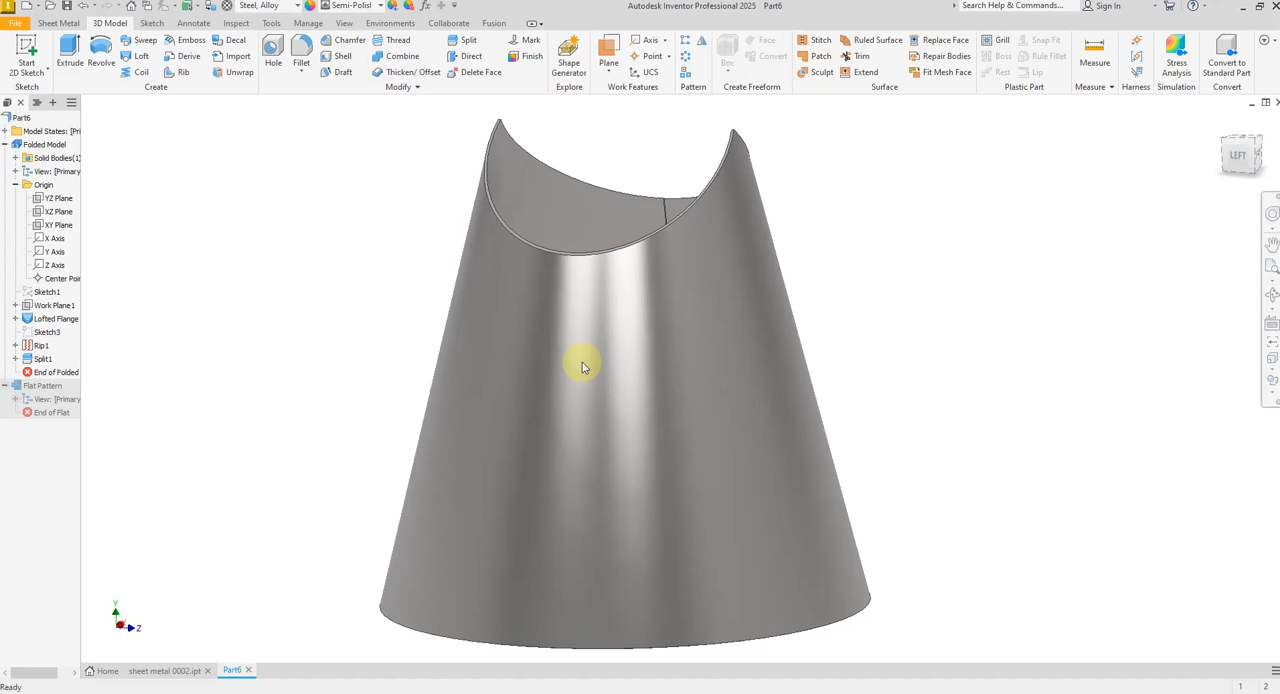 Steel, Alloy
Semi-Polish
Autodesk Inventor Professional 2025 Part6
Search Help & Commands...
Sign In
File
Sheet Metal
3D Model
Sketch
Annotate
Inspect
Tools
Manage
View
Environments
Collaborate
Fusion
Start
2D Sketch
Extrude
Revolve
Sweep
Emboss
Decal
Loft
Derive
Import
Coil
Rib
Unwrap
Hole
Fillet
Chamfer
Thread
Split
Shell
Combine
Thicken/ Offset
Draft
Delete Face
Mark
Finish
Shape
Generator
Plane
Axis
Point
UCS
Box
Face
Convert
Stitch
Ruled Surface
Replace Face
Patch
Trim
Repair Bodies
Sculpt
Extend
Fit Mesh Face
Grill
Snap Fit
Boss
Rule Fillet
Rest
Lip
Measure
Stress
Analysis
Convert to
Standard Part
Sketch
Create
Modify
Explore
Work Features
Pattern
Create Freeform
Surface
Plastic Part
Measure
Harness
Simulation
Convert
Part6
Model States: [Pri
Folded Model
Solid Bodies(1)
View: [Primary
Origin
YZ Plane
XZ Plane
XY Plane
X Axis
Y Axis
Z Axis
Center Poi
Sketch1
Work Plane1
Lofted Flange
Sketch3
Rip1
Split1
End of Folded
Flat Pattern
View: [Primary
End of Flat
LEFT
Y
Z
Home
sheet metal 0002.ipt
Part6
Ready
1
2